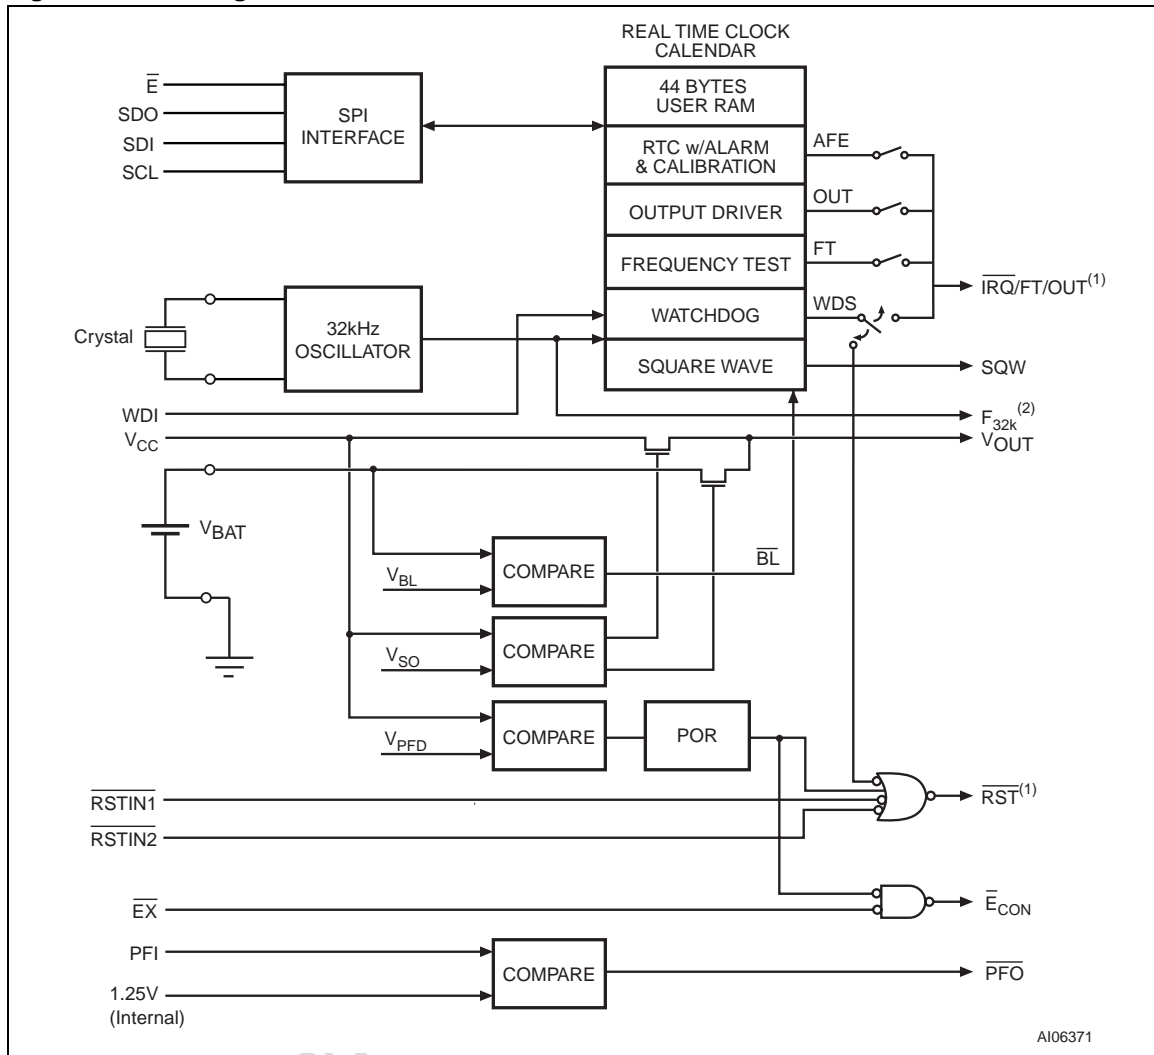 REAL TIME CLOCK
CALENDAR
E
SDO
SDI
SCL
SPI
INTERFACE
44 BYTES
USER RAM
RTC w/ALARM
& CALIBRATION
OUTPUT DRIVER
FREQUENCY TEST
WATCHDOG
SQUARE WAVE
AFE
OUT
FT
WDS
IRQ/FT/OUT(1)
SQW
F32k(2)
VOUT
Crystal
32kHz
OSCILLATOR
WDI
VCC
VBAT
VBL
COMPARE
BL
VSO
COMPARE
VPFD
COMPARE
POR
RSTIN1
RSTIN2
RST(1)
EX
ECON
PFI
1.25V
(Internal)
COMPARE
PFO
AI06371